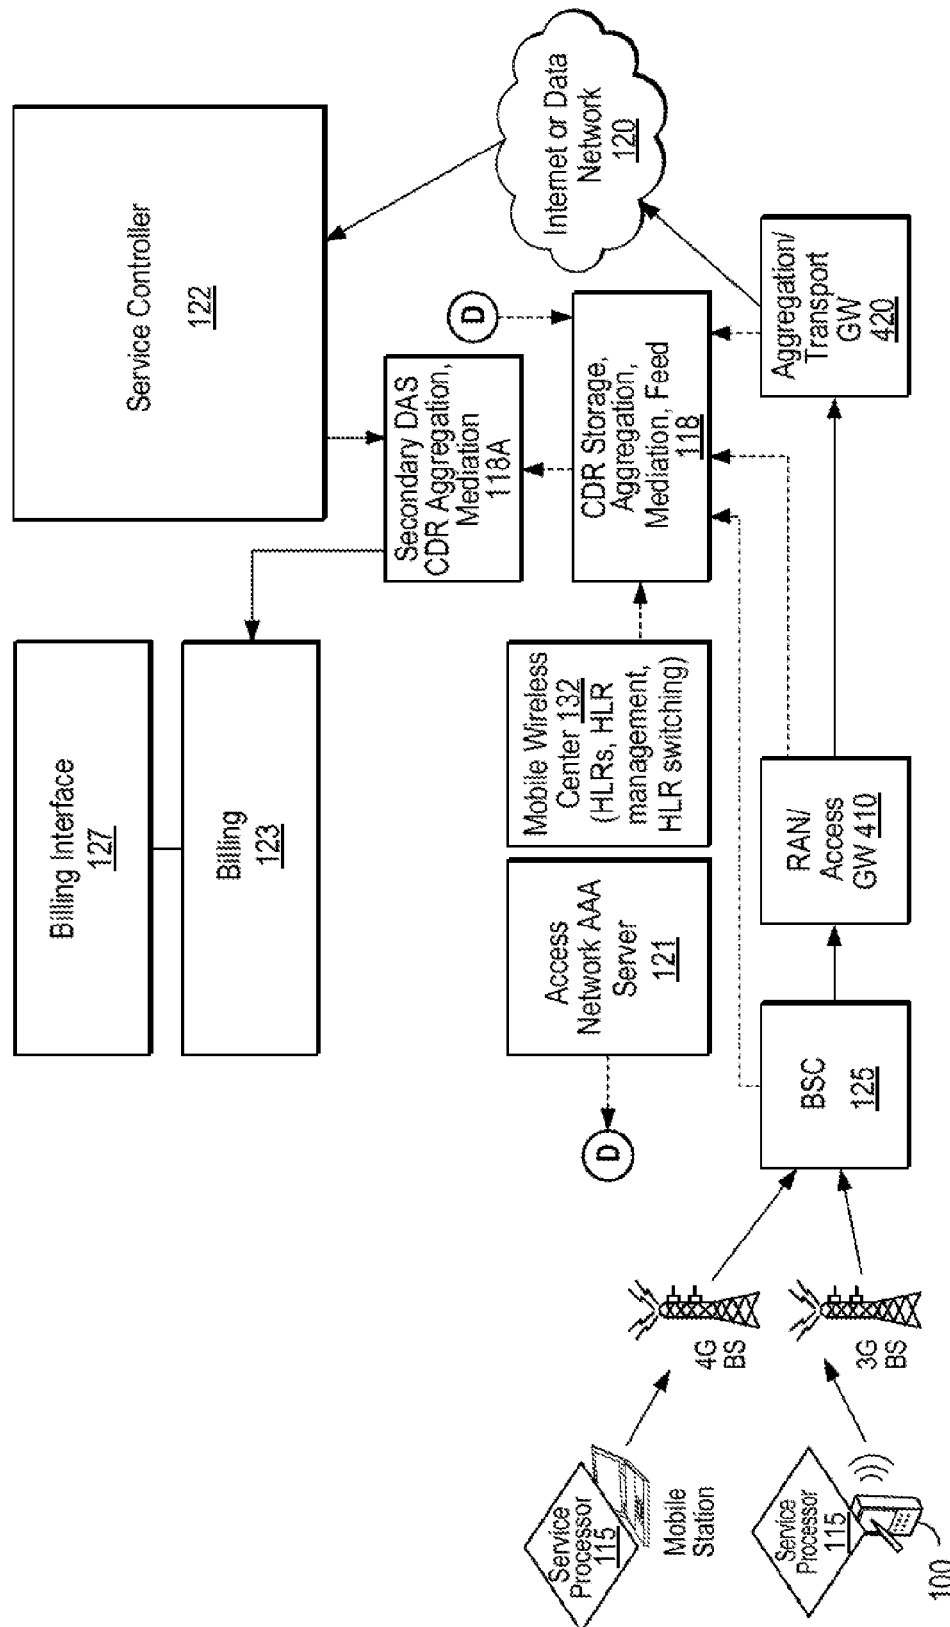 Billing Interface
127
Billing
123
Service Controller
122
Secondary DAS
CDR Aggregation,
Mediation
118A
D
Access
Network AAA
Server
121
Mobile Wireless
Center 132
(HLRs, HLR
management,
HLR switching)
CDR Storage,
Aggregation,
Mediation, Feed
118
Internet or Data
Network
120
D
Service
Processor
115
Mobile
Station
4G
BS
Service
Processor
115
100
3G
BS
BSC
125
RAN/
Access
GW 410
Aggregation/
Transport
GW
420